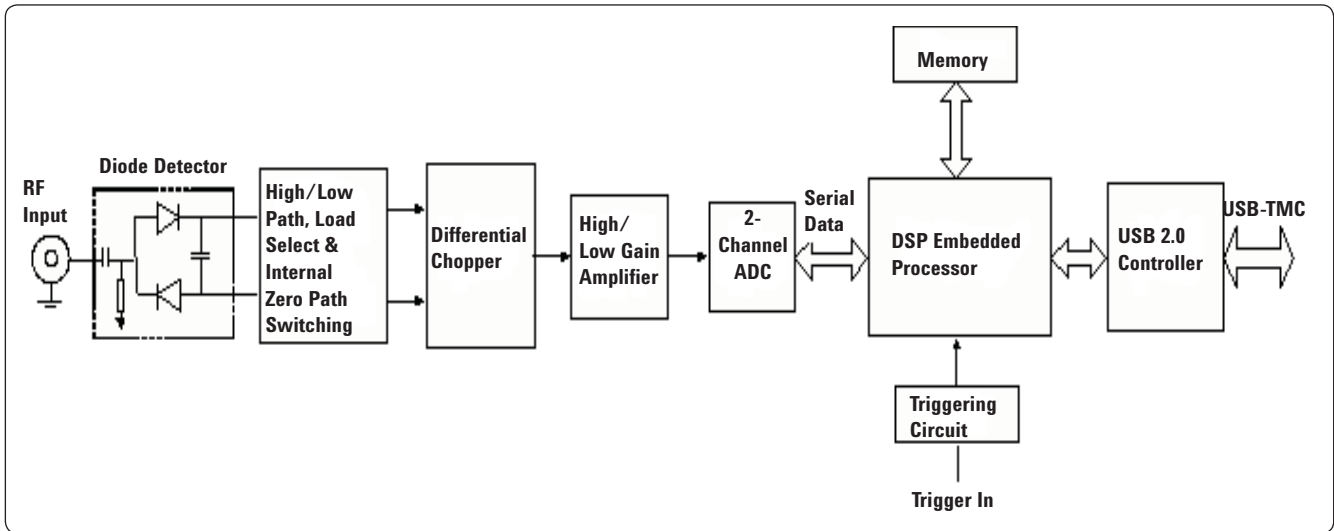 Memory
Diode Detector
RF
Input
High/Low
Path, Load
Select &
Internal
Zero Path
Switching
Differential
Chopper
High/
Low Gain
Amplifier
2-
Channel
ADC
Serial
Data
DSP Embedded
Processor
USB 2.0
Controller
USB-TMC
Triggering
Circuit
Trigger In